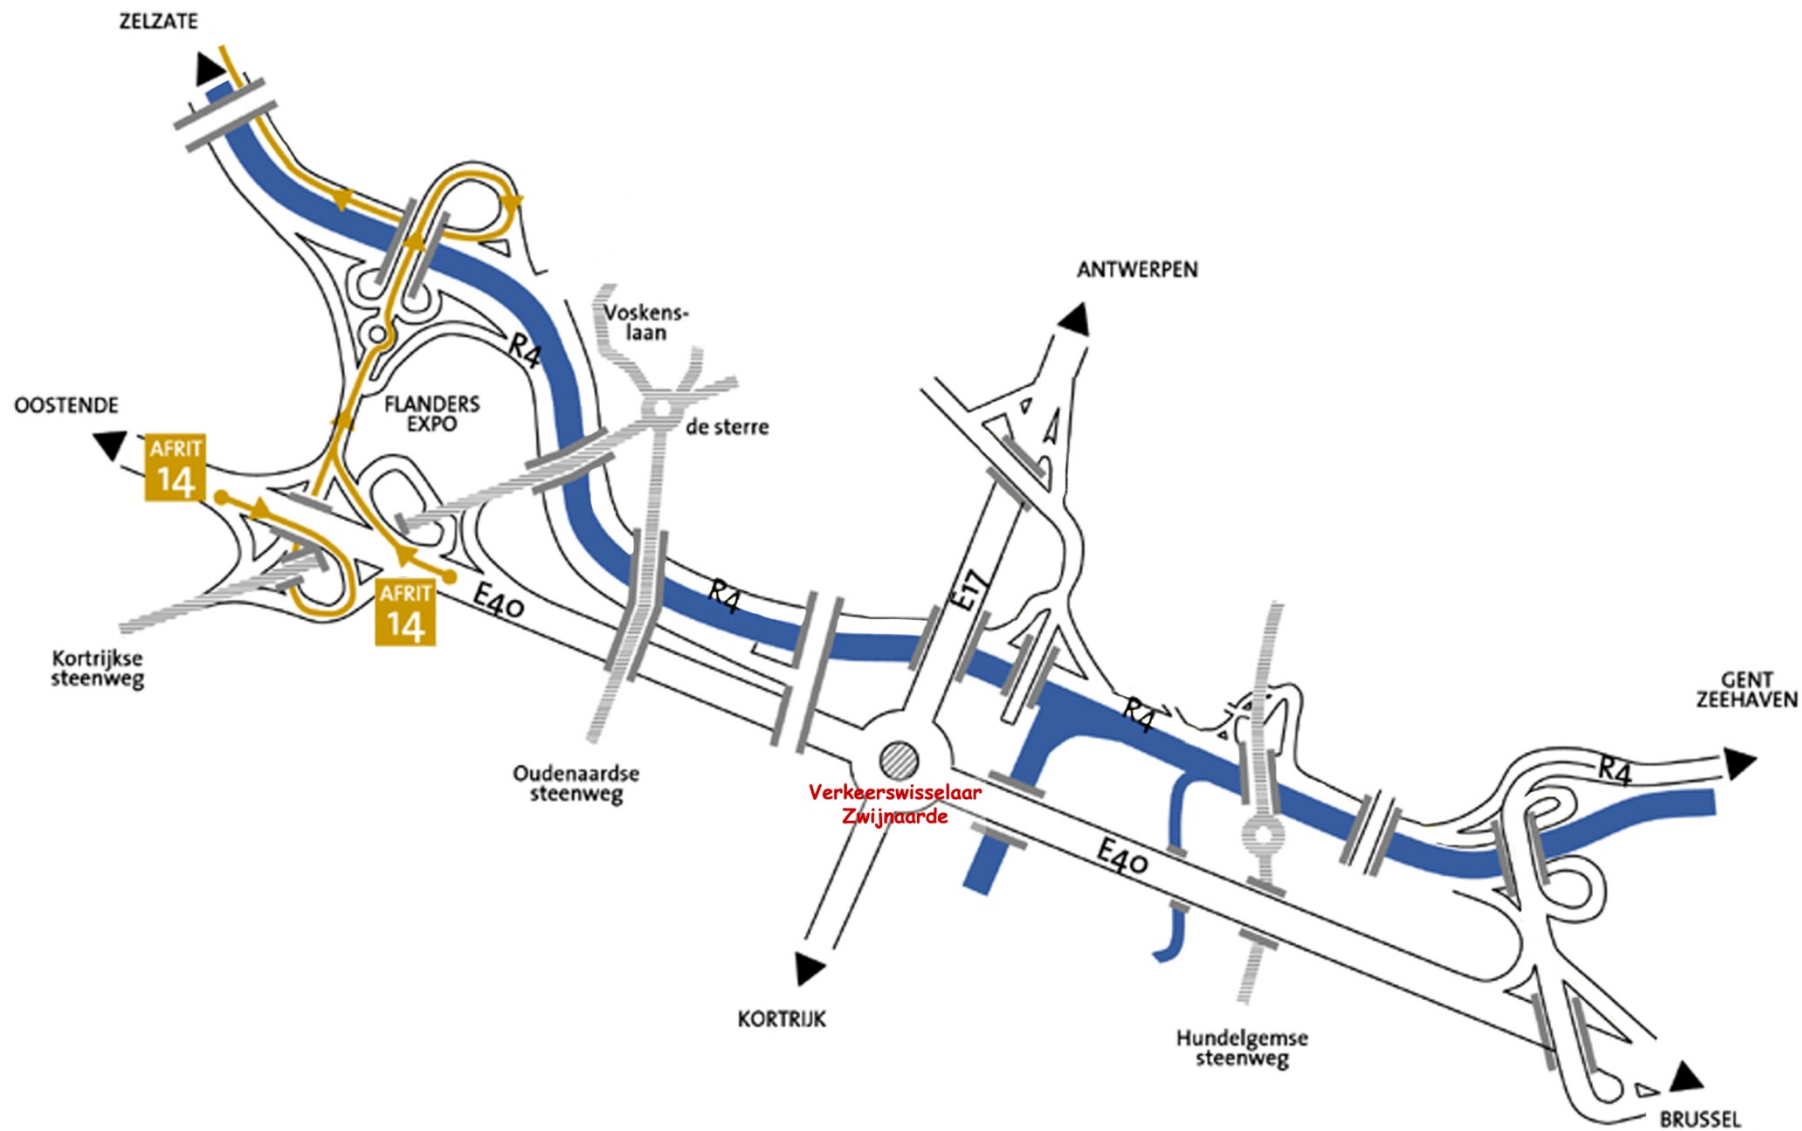 ZELZATE
ANTWERPEN
Voskens-
laan
R4
OOSTENDE
FLANDERS
EXPO
de sterre
AFRIT
14
E17
R4
AFRIT
14
E40
Kortrijkse
steenweg
GENT
ZEEHAVEN
R4
R4
Oudenaardse
steenweg
Verkeerswisselaar
Zwijnaarde
E40
KORTRIJK
Hundelgemse
steenweg
BRUSSEL